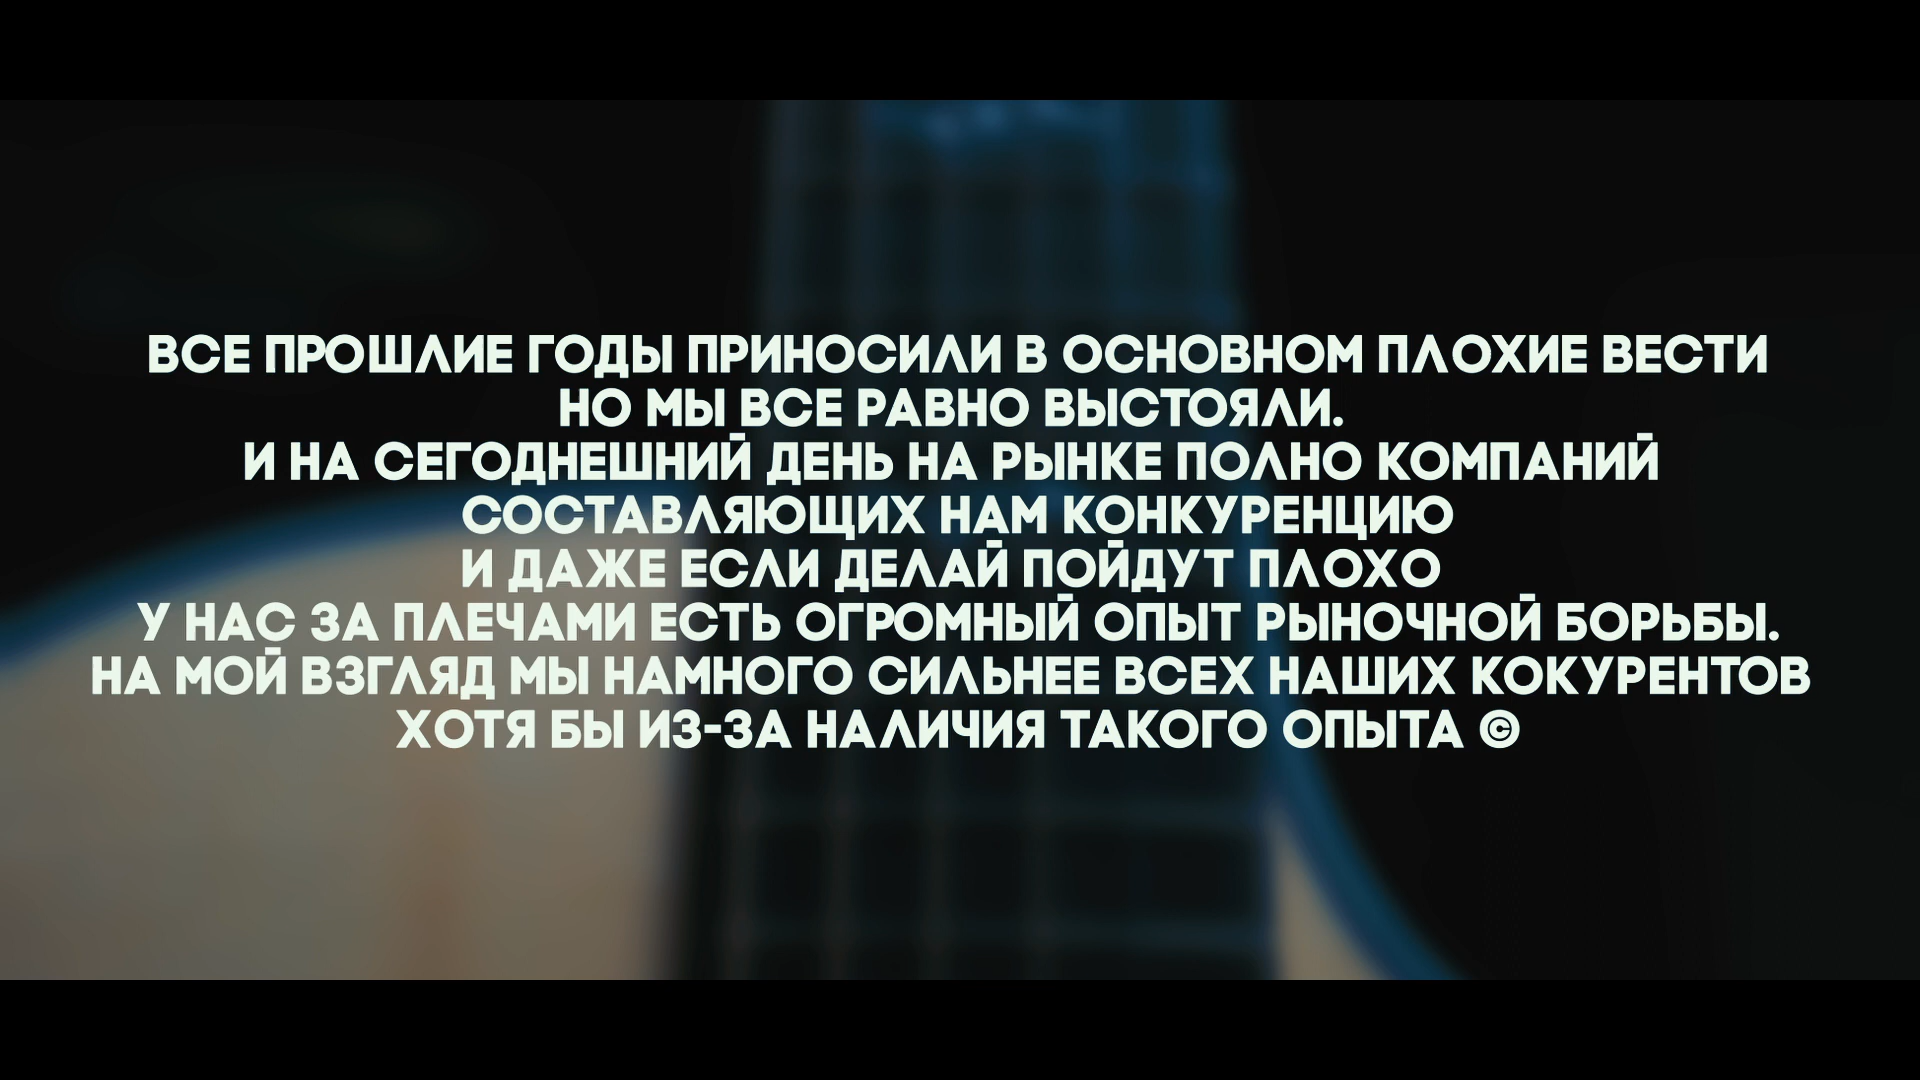 ВСЕ ПРОШЛИЕ ГОДЫ ПРИНОСИЛИ В ОСНОВНОМ ПЛОХИЕ ВЕСТИ
НО МЫ ВСЕ РАВНО ВЫСТОЯЛИ.
И НА СЕГОДНЕШНИЙ ДЕНЬ НА РЫНКЕ ПОЛНО КОМПАНИЙ
СОСТАВЛЯЮЩИХ НАМ КОНКУРЕНЦИЮ
И ДАЖЕ ЕСЛИ ДЕЛАЙ ПОЙДУТ ПЛОХО
У НАС ЗА ПЛЕЧАМИ ЕСТЬ ОГРОМНЫЙ ОПЫТ РЫНОЧНОЙ БОРЬБЫ.
НА МОЙ ВЗГЛЯД МЫ НАМНОГО СИЛЬНЕЕ ВСЕХ НАШИХ КОКУРЕНТОВ
ХОТЯ БЫ ИЗ-ЗА НАЛИЧИЯ ТАКОГО ОПЫТА ©